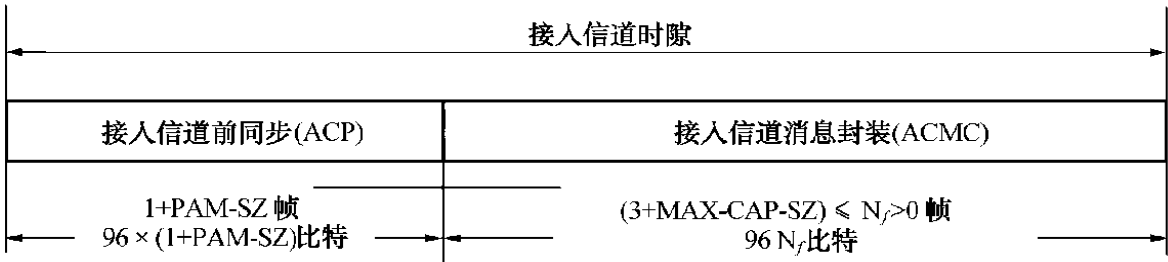 接入信道时隙
接入信道前同步(ACP)
接入信道消息封装(ACMC)
1+PAM-SZ 帧
96×(1+PAM-SZ)比特
(3+MAX-CAP-SZ) ⩽ N_f>0 帧
96 N_f比特